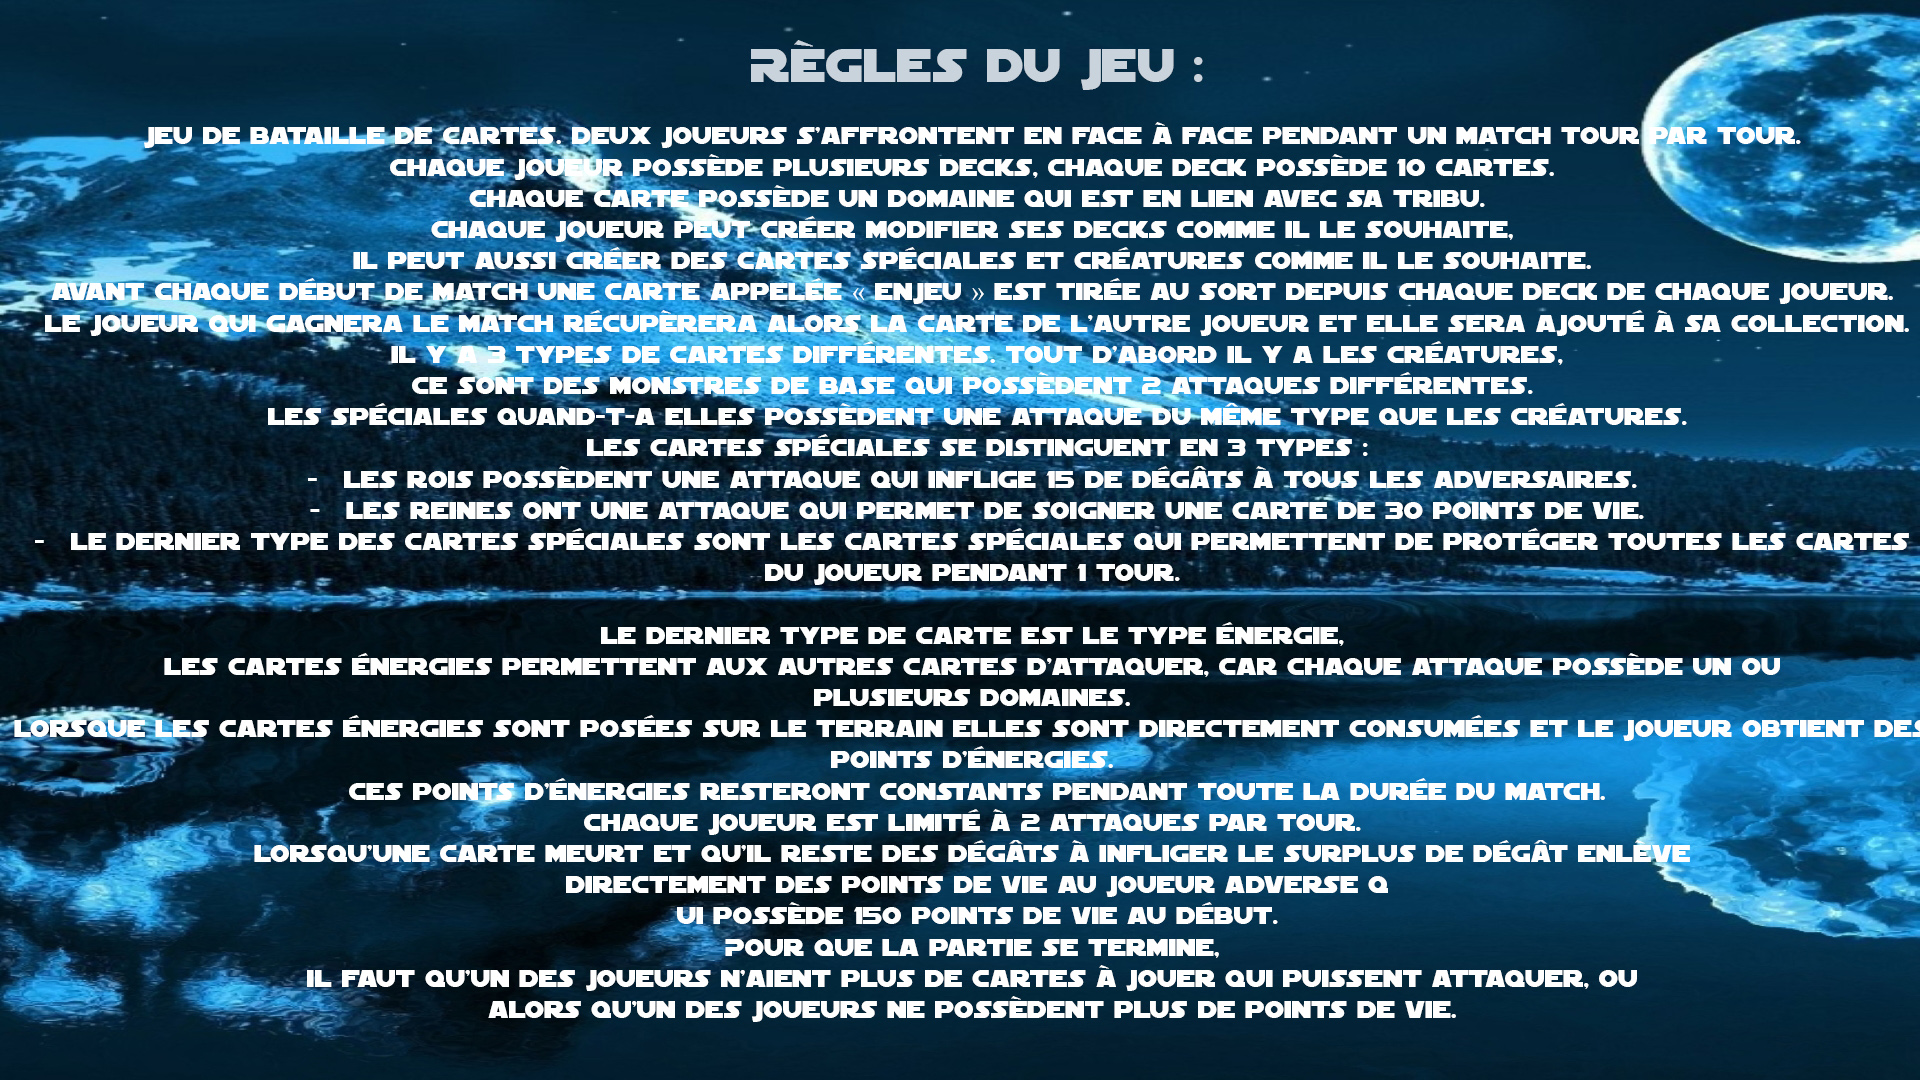 RÈGLES DU JEU :
JEU DE BATAILLE DE CARTES. DEUX JOUEURS S'AFFRONTENT EN FACE À FACE PENDANT UN MATCH TOUR PAR TOUR.
CHAQUE JOUEUR POSSÈDE PLUSIEURS DECKS, CHAQUE DECK POSSÈDE 10 CARTES.
CHAQUE CARTE POSSÈDE UN DOMAINE QUI EST EN LIEN AVEC SA TRIBU.
CHAQUE JOUEUR PEUT CRÉER MODIFIER SES DECKS COMME IL LE SOUHAITE,
IL PEUT AUSSI CRÉER DES CARTES SPÉCIALES ET CRÉATURES COMME IL LE SOUHAITE.
AVANT CHAQUE DÉBUT DE MATCH UNE CARTE APPELÉE « ENJEU » EST TIRÉE AU SORT DEPUIS CHAQUE DECK DE CHAQUE JOUEUR.
LE JOUEUR QUI GAGNERA LE MATCH RÉCUPÈRERA ALORS LA CARTE DE L'AUTRE JOUEUR ET ELLE SERA AJOUTÉ À SA COLLECTION.
IL Y A 3 TYPES DE CARTES DIFFÉRENTES. TOUT D'ABORD IL Y A LES CRÉATURES,
CE SONT DES MONSTRES DE BASE QUI POSSÈDENT 2 ATTAQUES DIFFÉRENTES.
LES SPÉCIALES QUAND-T-A ELLES POSSÈDENT UNE ATTAQUE DU MÊME TYPE QUE LES CRÉATURES.
LES CARTES SPÉCIALES SE DISTINGUENT EN 3 TYPES :
- LES ROIS POSSÈDENT UNE ATTAQUE QUI INFLIGE 15 DE DÉGÂTS À TOUS LES ADVERSAIRES.
- LES REINES ONT UNE ATTAQUE QUI PERMET DE SOIGNER UNE CARTE DE 30 POINTS DE VIE.
- LE DERNIER TYPE DES CARTES SPÉCIALES SONT LES CARTES SPÉCIALES QUI PERMETTENT DE PROTÉGER TOUTES LES CARTES
DU JOUEUR PENDANT 1 TOUR.
LE DERNIER TYPE DE CARTE EST LE TYPE ÉNERGIE,
LES CARTES ÉNERGIES PERMETTENT AUX AUTRES CARTES D'ATTAQUER, CAR CHAQUE ATTAQUE POSSÈDE UN OU
PLUSIEURS DOMAINES.
LORSQUE LES CARTES ÉNERGIES SONT POSÉES SUR LE TERRAIN ELLES SONT DIRECTEMENT CONSUMÉES ET LE JOUEUR OBTIENT DES
POINTS D'ÉNERGIES.
CES POINTS D'ÉNERGIES RESTERONT CONSTANTS PENDANT TOUTE LA DURÉE DU MATCH.
CHAQUE JOUEUR EST LIMITÉ À 2 ATTAQUES PAR TOUR.
LORSQU'UNE CARTE MEURT ET QU'IL RESTE DES DÉGÂTS À INFLIGER LE SURPLUS DE DÉGÂT ENLÈVE
DIRECTEMENT DES POINTS DE VIE AU JOUEUR ADVERSE Q
UI POSSÈDE 150 POINTS DE VIE AU DÉBUT.
POUR QUE LA PARTIE SE TERMINE,
IL FAUT QU'UN DES JOUEURS N'AIENT PLUS DE CARTES À JOUER QUI PUISSENT ATTAQUER, OU
ALORS QU'UN DES JOUEURS NE POSSÈDENT PLUS DE POINTS DE VIE.